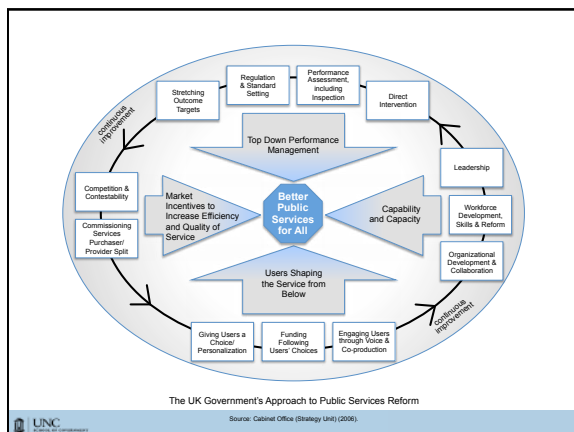 continuous
improvement
Stretching
Outcome
Targets
Regulation
& Standard
Setting
Performance
Assessment,
including
Inspection
Direct
Intervention
Top Down Performance
Management
Leadership
Competition &
Contestability
Commissioning
Services
Purchaser/
Provider Split
Market
Incentives to
Increase Efficiency
and Quality of
Service
Better
Public
Services
for All
Capability
and Capacity
Workforce
Development,
Skills & Reform
Organizational
Development &
Collaboration
Users Shaping
the Service from
Below
Giving Users a
Choice/
Personalization
Funding
Following
Users' Choices
Engaging Users
through Voice &
Co-production
continuous
improvement
The UK Government's Approach to Public Services Reform
Source: Cabinet Office (Strategy Unit) (2006).
UNC